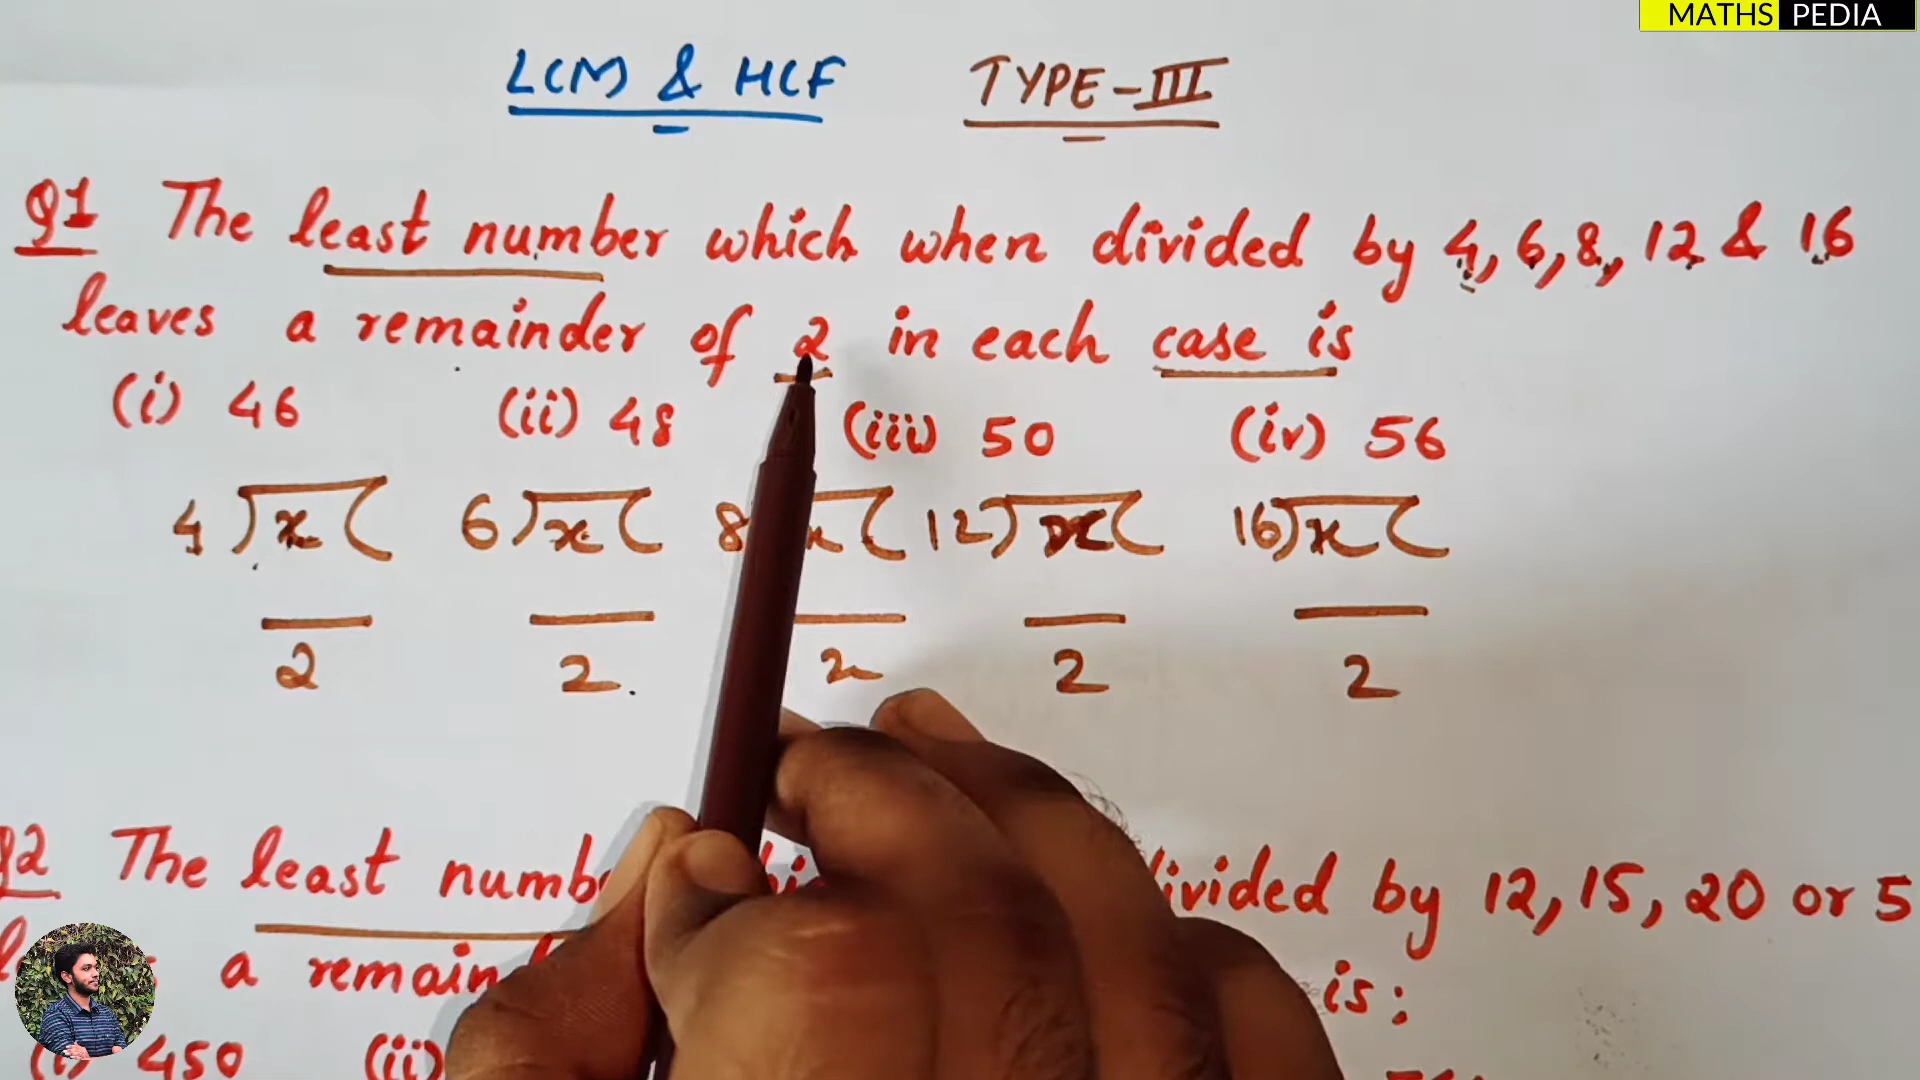 MATHS PEDIA
LCM & HCF TYPE-III
Q1 The least number which when divided by 4, 6, 8, 12 & 16
leaves a remainder of 2 in each case is
(i) 46 (ii) 48 (iii) 50 (iv) 56
4 x 6 x 8 x 12 x 16 x
2 2 2 2 2
Q2 The least divided by 12, 15, 20 or 5
a is:
(i) 450 (ii)